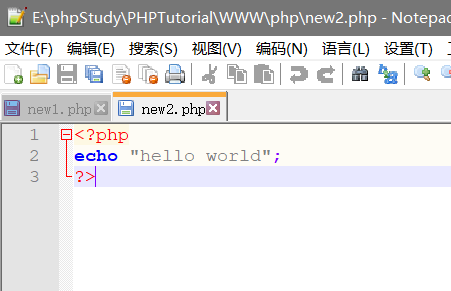 E:\phpStudy\PHPTutorial\WWW\php\new2.php - Notepad
文件(F) 编辑(E) 搜索(S) 视图(V) 编码(N) 语言(L) 设置(T)
new1.php new2.php
1 <?php
2 echo "hello world";
3 ?>